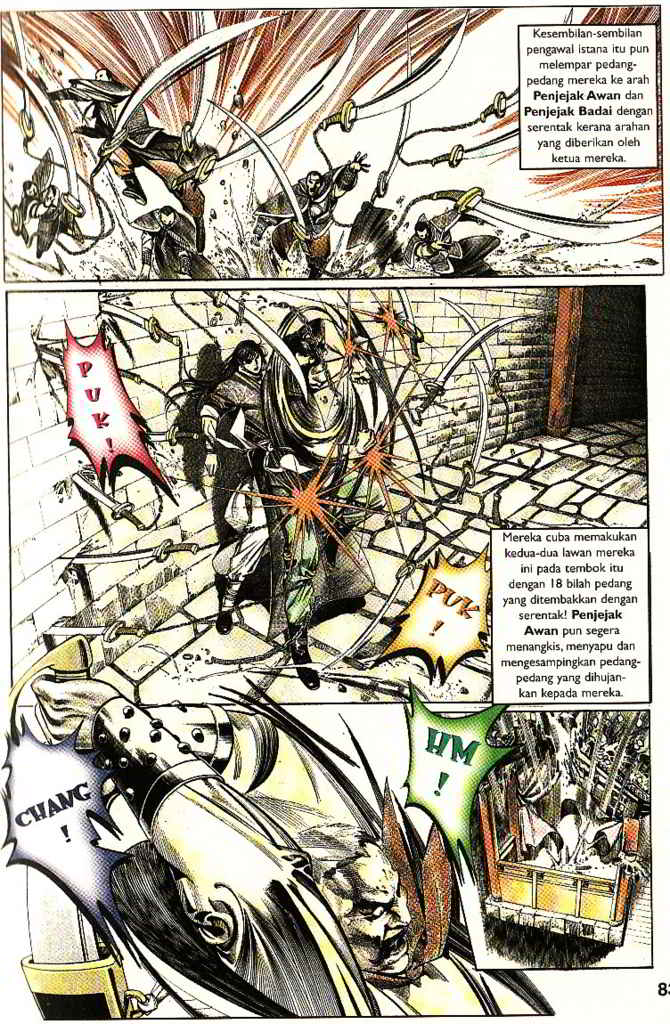 Kesembilan-sembilan
pengawal istana itu pun
melempar pedang-
pedang mereka ke arah
Penjejak Awan dan
Penjejak Badai dengan
serentak kerana arahan
yang diberikan oleh
ketua mereka.
PUK!
Mereka cuba memakukan
kedua-dua lawan mereka
ini pada tembok itu
dengan 18 bilah pedang
yang ditembakkan dengan
serentak! Penjejak
Awan pun segera
menangkis, menyapu dan
mengesampingkan pedang-
pedang yang dihujan-
kan kepada mereka.
PUK
!
HM
!
CHANG
!